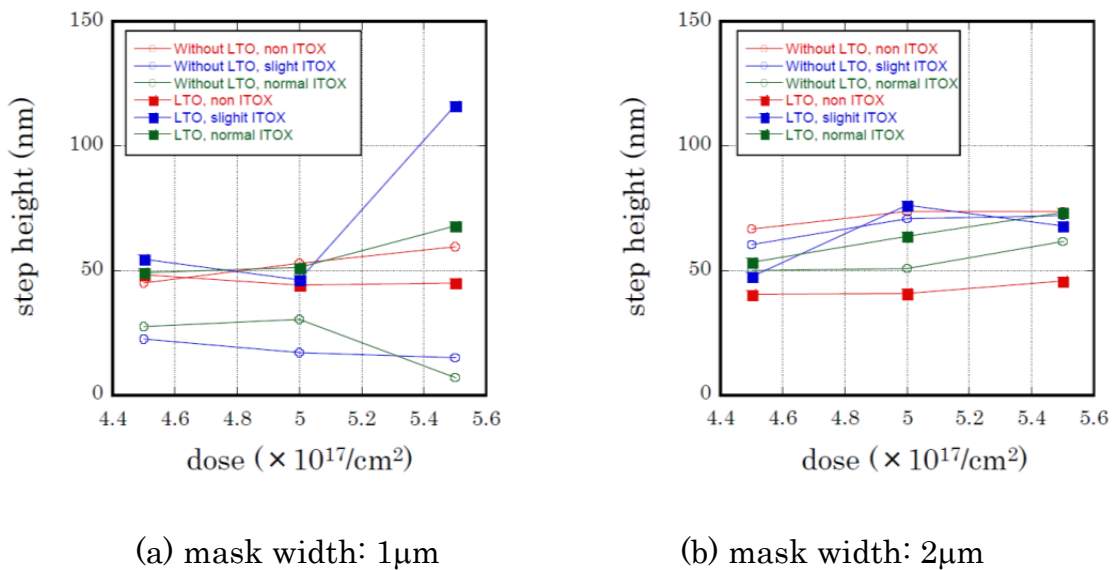 150
Without LTO, non ITOX
Without LTO, slight ITOX
Without LTO, normal ITOX
LTO, non ITOX
LTO, slighit ITOX
LTO, normal ITOX
100
50
0
step height (nm)
4.4 4.6 4.8 5 5.2 5.4 5.6
dose (×10¹⁷/cm²)
(a) mask width: 1μm
150
Without LTO, non ITOX
Without LTO, slight ITOX
Without LTO, normal ITOX
LTO, non ITOX
LTO, slighit ITOX
LTO, normal ITOX
100
50
0
step height (nm)
4.4 4.6 4.8 5 5.2 5.4 5.6
dose (×10¹⁷/cm²)
(b) mask width: 2μm